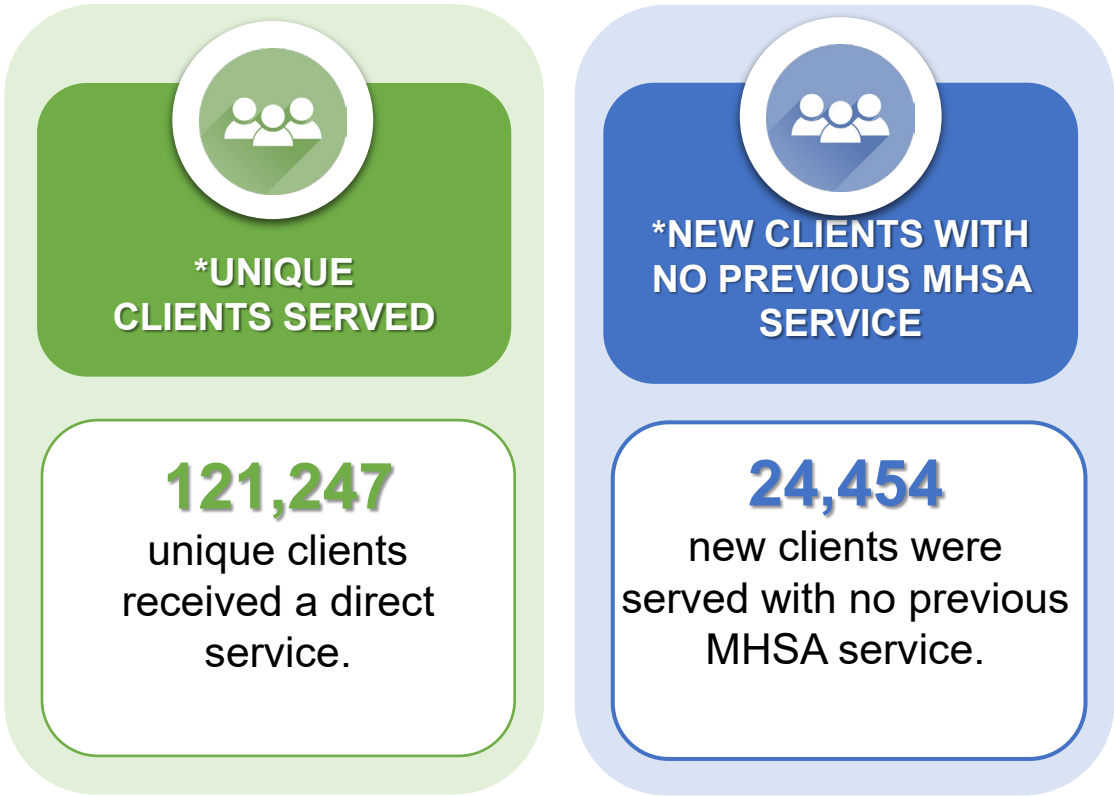 *UNIQUE
CLIENTS SERVED
121,247
unique clients
received a direct
service.
*NEW CLIENTS WITH
NO PREVIOUS MHSA
SERVICE
24,454
new clients were
served with no previous
MHSA service.